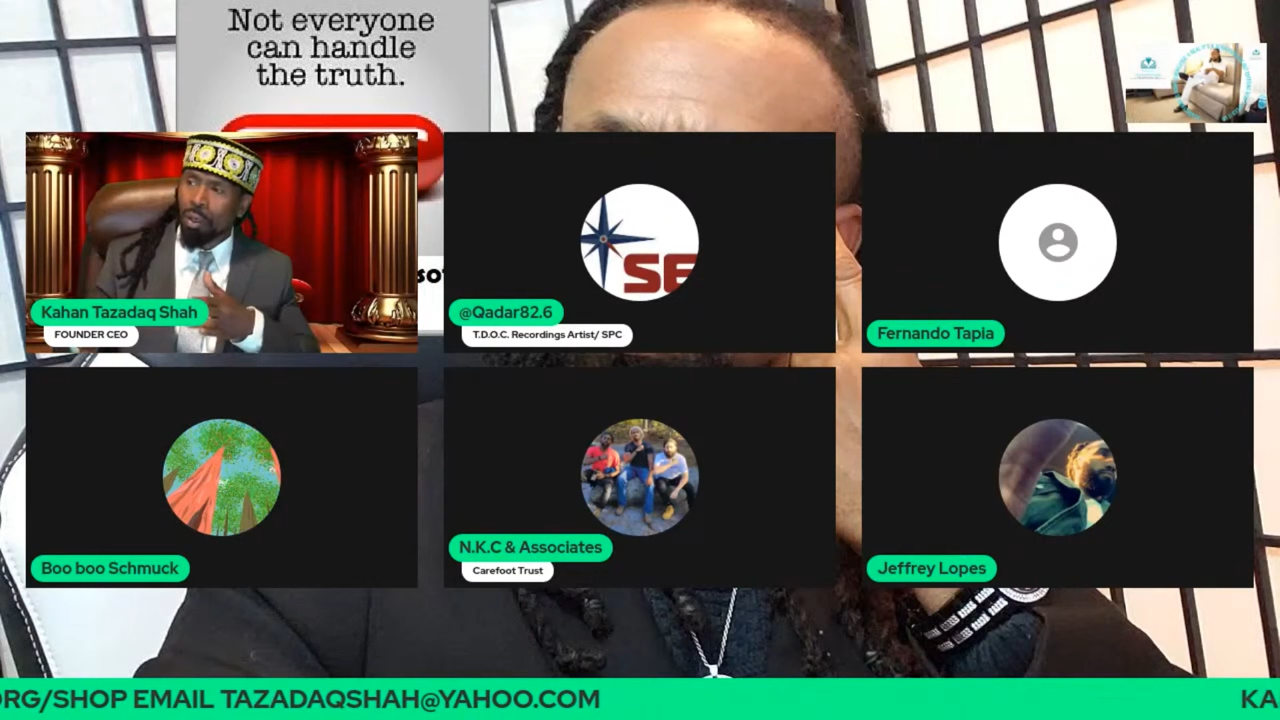 Not everyone
can handle
the truth.
Kahan Tazadaq Shah
FOUNDER CEO
SE
@Qadar82.6
T.D.O.C. Recordings Artist/ SPC
Fernando Tapia
Boo boo Schmuck
N.K.C & Associates
Carefoot Trust
Jeffrey Lopes
ORG/SHOP EMAIL TAZADAQSHAH@YAHOO.COM
KA